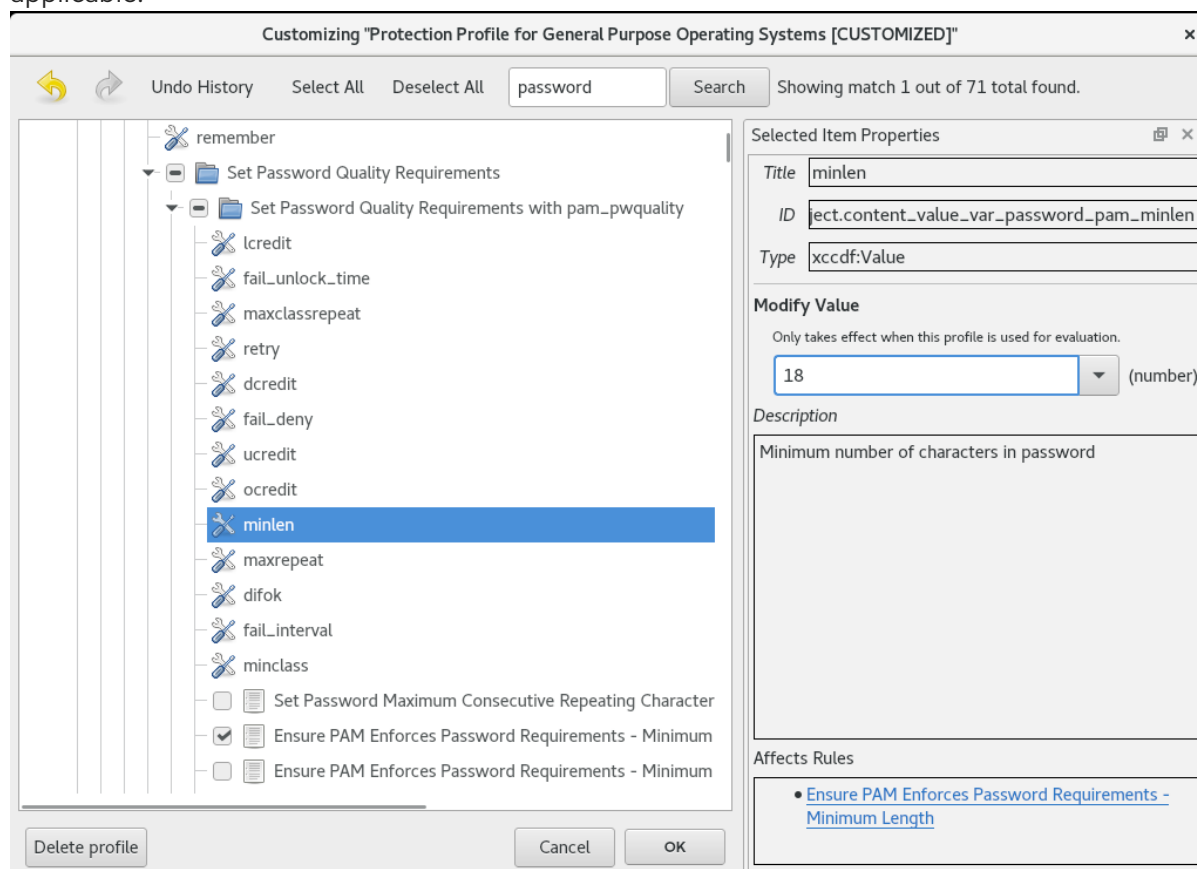 applicable.
Customizing "Protection Profile for General Purpose Operating Systems [CUSTOMIZED]"
Undo History Select All Deselect All password Search Showing match 1 out of 71 total found.
remember
Set Password Quality Requirements
Set Password Quality Requirements with pam_pwquality
lcredit
fail_unlock_time
maxclassrepeat
retry
dcredit
fail_deny
ucredit
ocredit
minlen
maxrepeat
difok
fail_interval
minclass
Set Password Maximum Consecutive Repeating Character
Ensure PAM Enforces Password Requirements - Minimum
Ensure PAM Enforces Password Requirements - Minimum
Delete profile Cancel OK
Selected Item Properties
Title minlen
ID ject.content_value_var_password_pam_minlen
Type xccdf:Value
Modify Value
Only takes effect when this profile is used for evaluation.
18 (number)
Description
Minimum number of characters in password
Affects Rules
• Ensure PAM Enforces Password Requirements -
Minimum Length